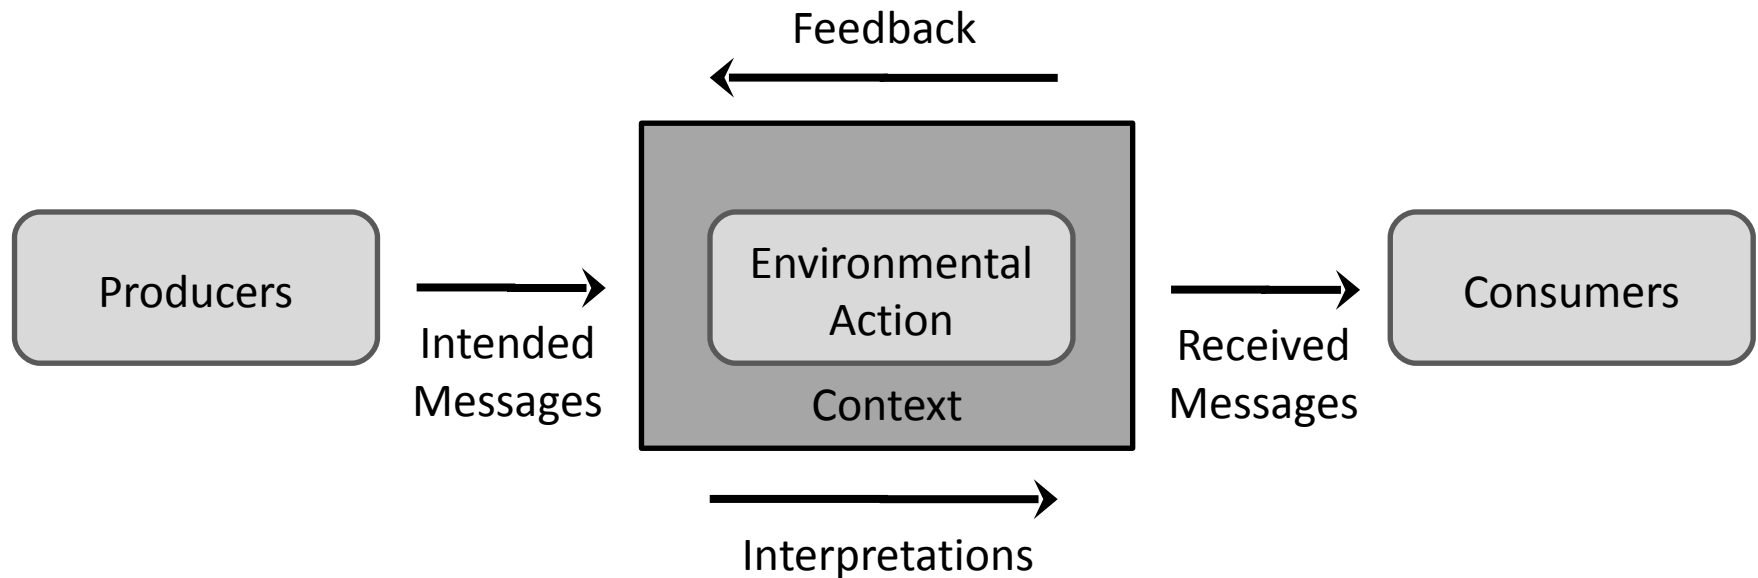 Feedback
Producers
Intended
Messages
Environmental
Action
Context
Received
Messages
Consumers
Interpretations